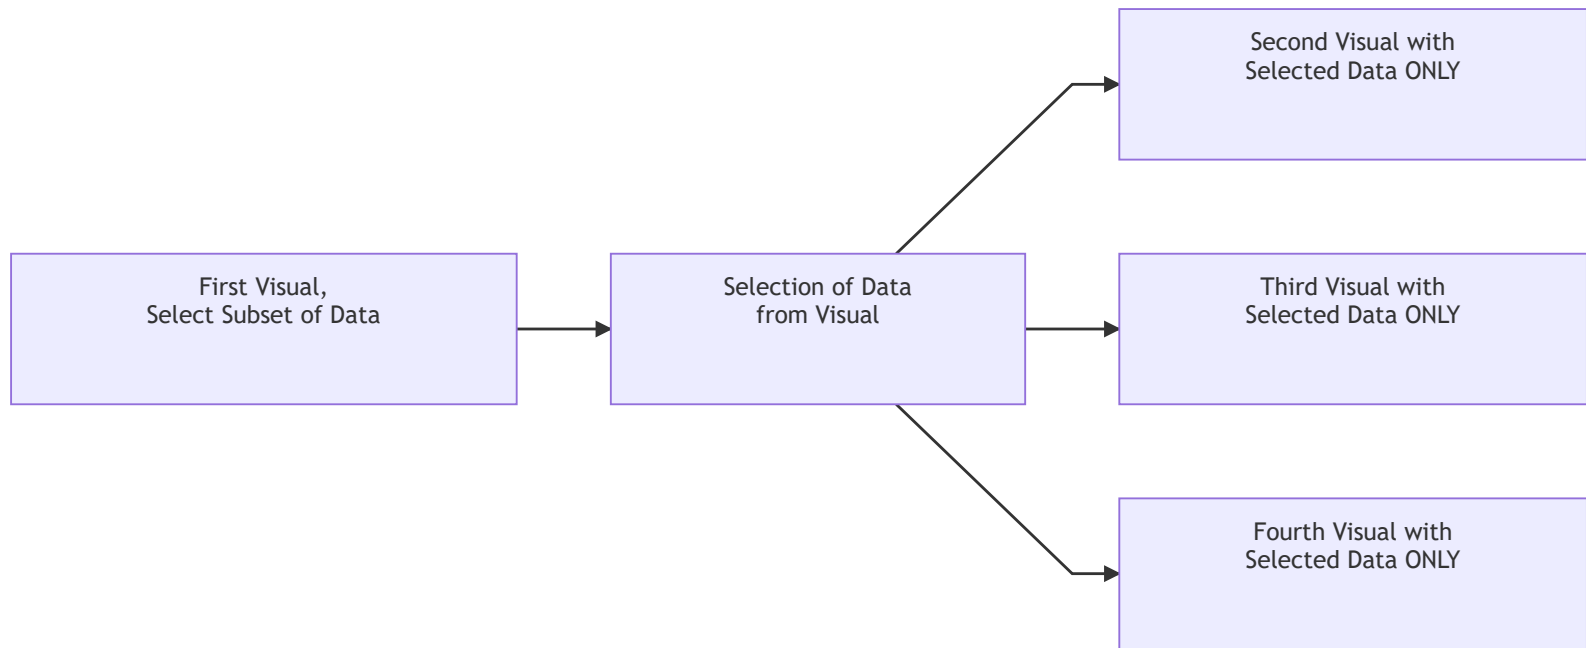 First Visual,
Select Subset of Data
Selection of Data
from Visual
Second Visual with
Selected Data ONLY
Third Visual with
Selected Data ONLY
Fourth Visual with
Selected Data ONLY